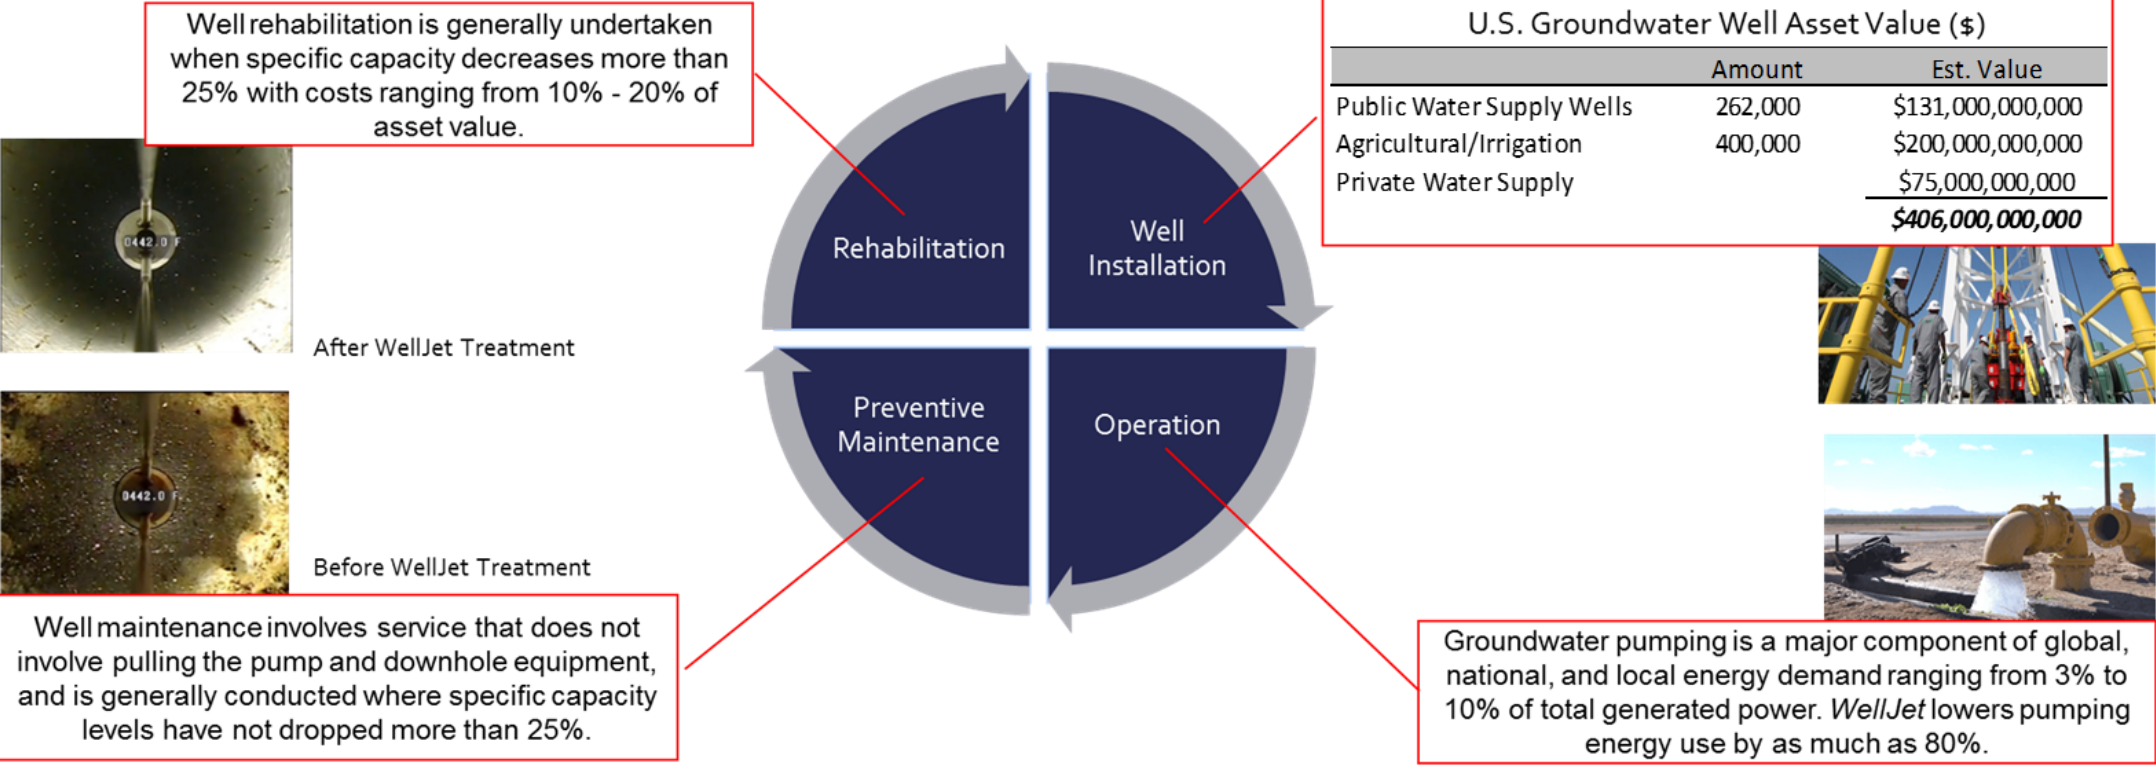 Well rehabilitation is generally undertaken
when specific capacity decreases more than
25% with costs ranging from 10% - 20% of
asset value.
U.S. Groundwater Well Asset Value ($)
Amount Est. Value
Public Water Supply Wells 262,000 $131,000,000,000
Agricultural/Irrigation 400,000 $200,000,000,000
Private Water Supply $75,000,000,000
$406,000,000,000
Rehabilitation
Well
Installation
Preventive
Maintenance
Operation
0442.0 F
After WellJet Treatment
0442.0 F
Before WellJet Treatment
Well maintenance involves service that does not
involve pulling the pump and downhole equipment,
and is generally conducted where specific capacity
levels have not dropped more than 25%.
Groundwater pumping is a major component of global,
national, and local energy demand ranging from 3% to
10% of total generated power. WellJet lowers pumping
energy use by as much as 80%.